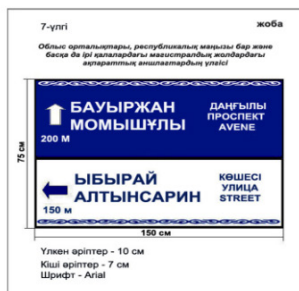 7-үлгі
жоба
Облыс орталықтары, республикалық маңызы бар және
басқа да ірі қалалардағы магистралдық жолдардағы
ақпараттық аншлагтардың үлгісі
БАУЫРЖАН
МОМЫШҰЛЫ
200 М
ДАҢҒЫЛЫ
ПРОСПЕКТ
AVENE
75 см
ЫБЫРАЙ
АЛТЫНСАРИН
150 м
КӨШЕСІ
УЛИЦА
STREET
150 см
Үлкен әріптер - 10 см
Кіші әріптер - 7 см
Шрифт - Arial